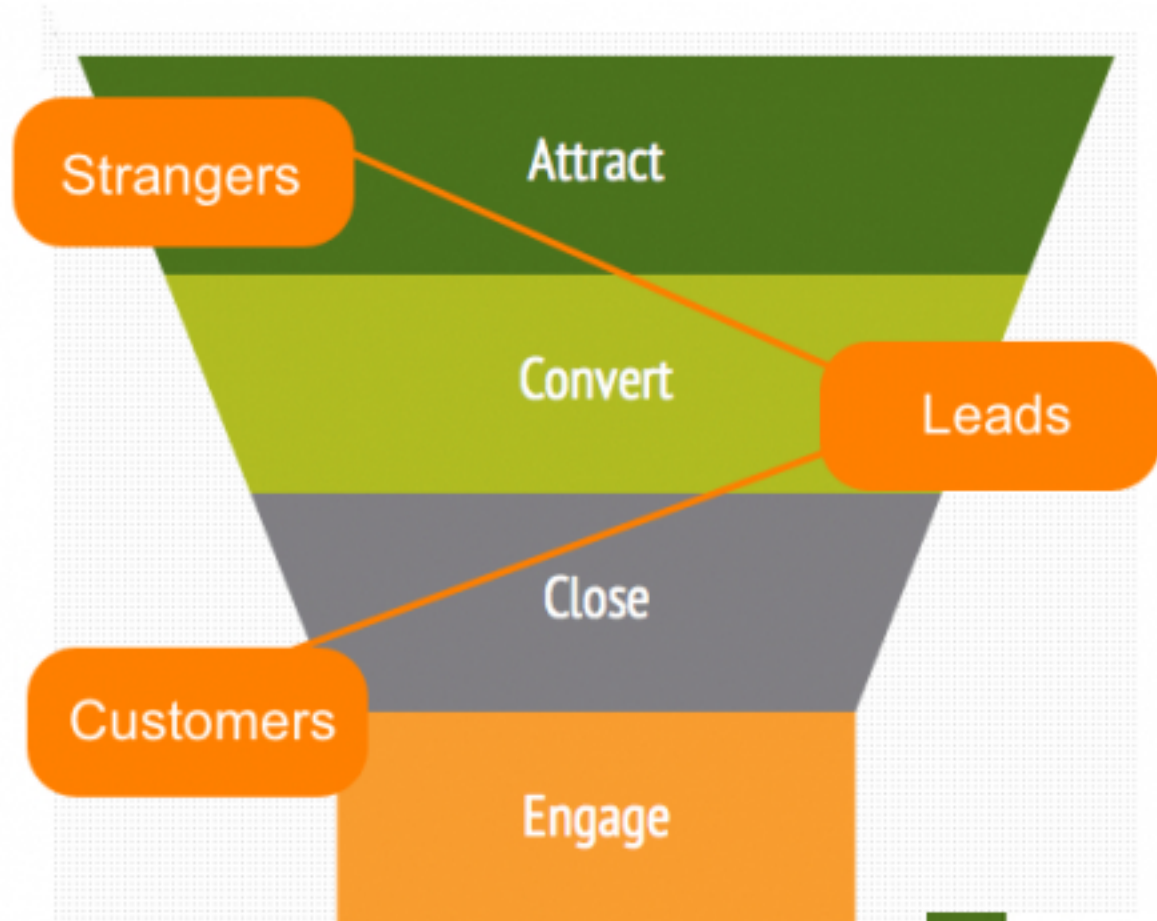 Attract
Strangers
Convert
Leads
Close
Customers
Engage